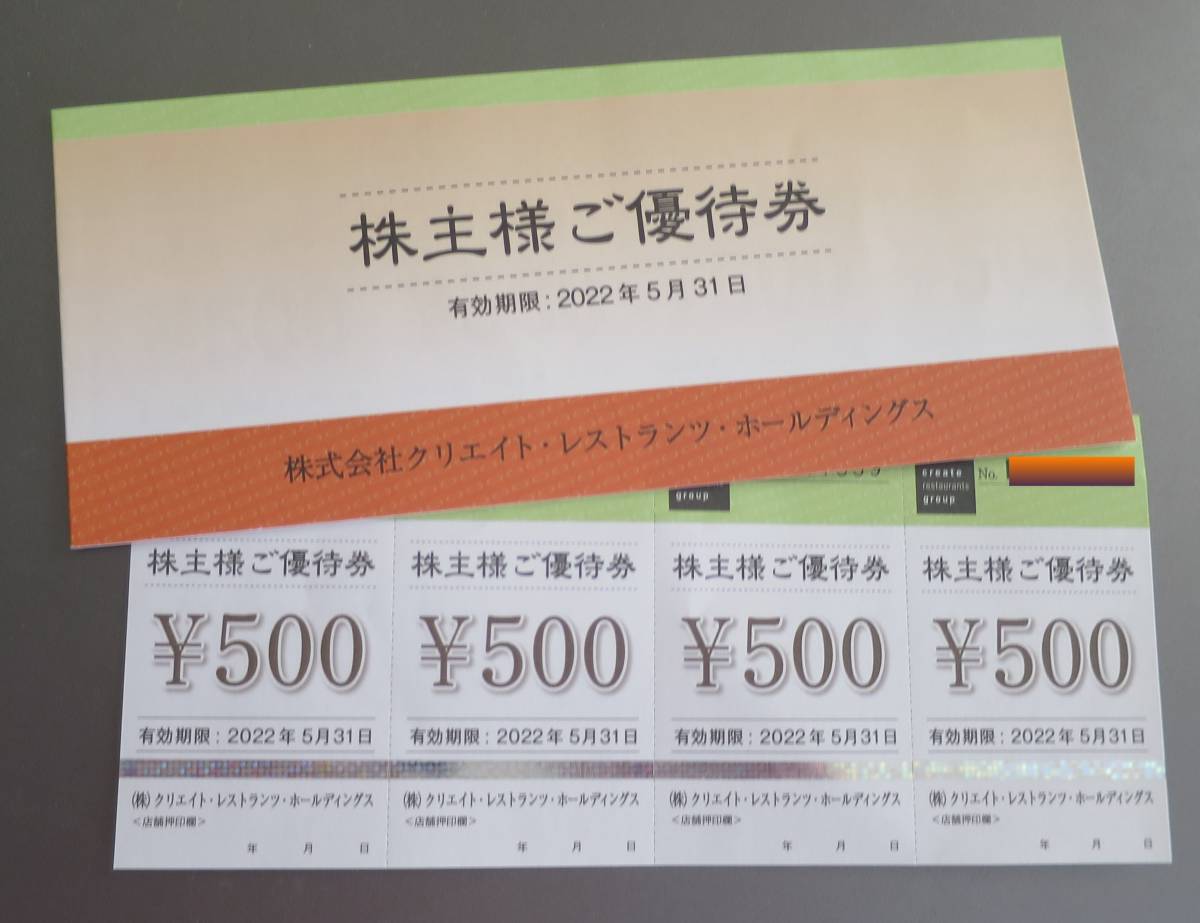 株主様ご優待券
有効期限：2022年5月31日
株式会社クリエイト・レストランツ・ホールディングス
group
create
restaurants
group
No.
株主様ご優待券
¥500
有効期限：2022年5月31日
(株)クリエイト・レストランツ・ホールディングス
＜店舗押印欄＞
年 月 日
株主様ご優待券
¥500
有効期限：2022年5月31日
(株)クリエイト・レストランツ・ホールディングス
＜店舗押印欄＞
年 月 日
株主様ご優待券
¥500
有効期限：2022年5月31日
(株)クリエイト・レストランツ・ホールディングス
＜店舗押印欄＞
年 月 日
株主様ご優待券
¥500
有効期限：2022年5月31日
(株)クリエイト・レストランツ・ホールディングス
＜店舗押印欄＞
年 月 日